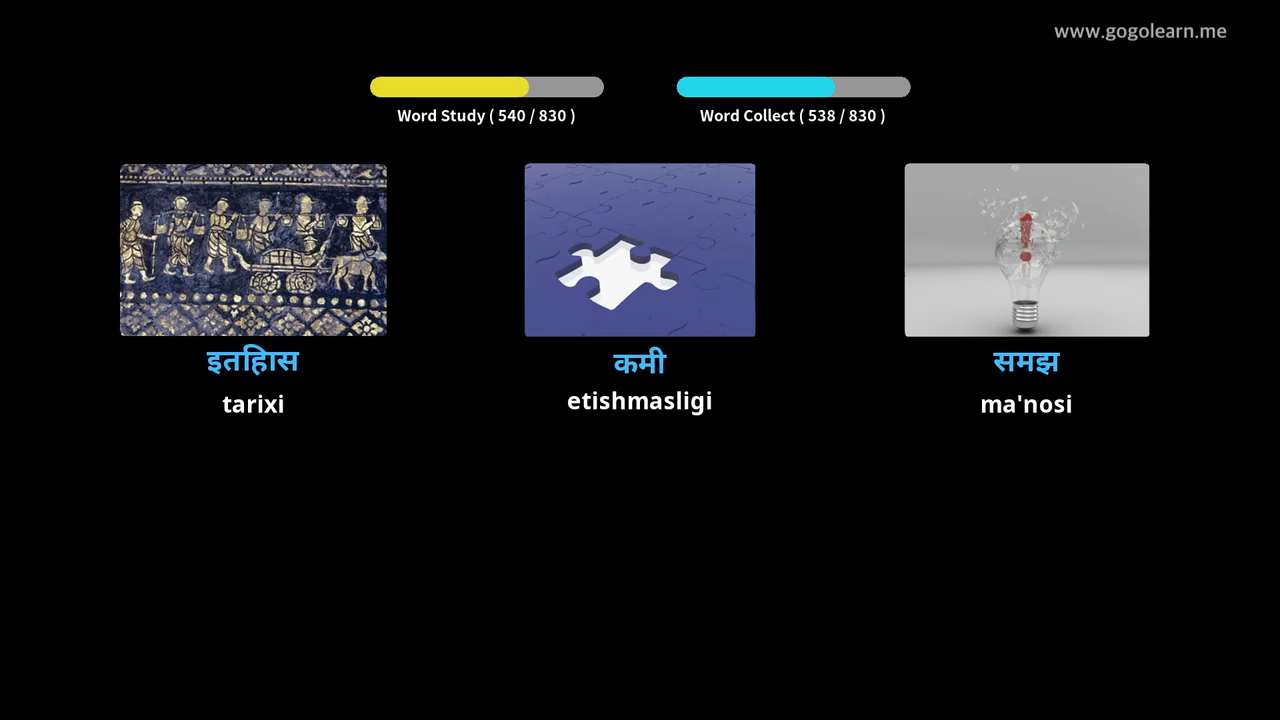 www.gogolearn.me
Word Study ( 540 / 830 )
Word Collect ( 538 / 830 )
इतिहास
कमी
समझ
tarixi
etishmasligi
ma'nosi